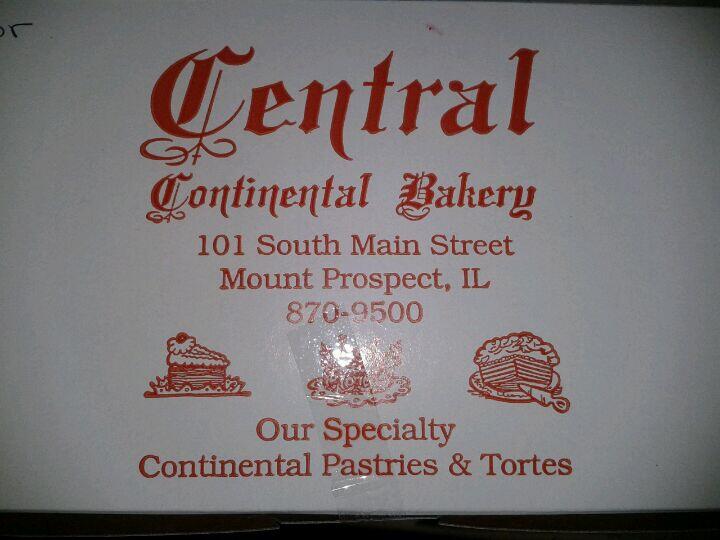 Central
Continental Bakery
101 South Main Street
Mount Prospect, IL
870-9500
Our Specialty
Continental Pastries & Tortes